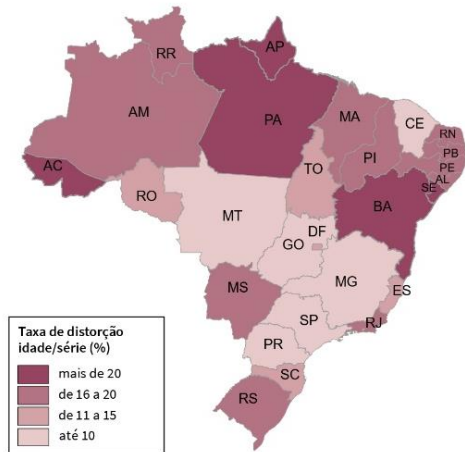 AP
RR
AM
PA
MA
CE
RN
PB
PE
AL
SE
PI
AC
TO
RO
BA
MT
DF
GO
MG
ES
MS
SP
RJ
PR
SC
RS
Taxa de distorção
idade/série (%)
mais de 20
de 16 a 20
de 11 a 15
até 10